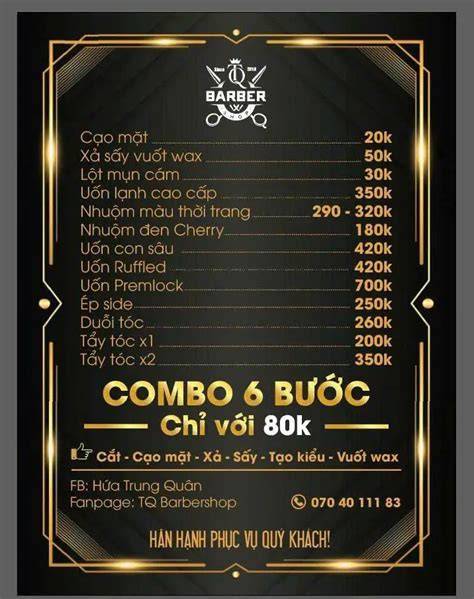 Since 2018
TQ
BARBER
SHOP
Cạo mặt 20k
Xả sấy vuốt wax 50k
Lột mụn cám 30k
Uốn lạnh cao cấp 350k
Nhuộm màu thời trang 290 - 320k
Nhuộm đen Cherry 180k
Uốn con sâu 420k
Uốn Ruffled 420k
Uốn Premlock 700k
Ép side 250k
Duỗi tóc 260k
Tẩy tóc x1 200k
Tẩy tóc x2 350k
COMBO 6 BƯỚC
Chỉ với 80k
Cắt - Cạo mặt - Xả - Sấy - Tạo kiểu - Vuốt wax
FB: Hứa Trung Quân
Fanpage: TQ Barbershop 070 40 111 83
HÂN HẠNH PHỤC VỤ QUÝ KHÁCH!